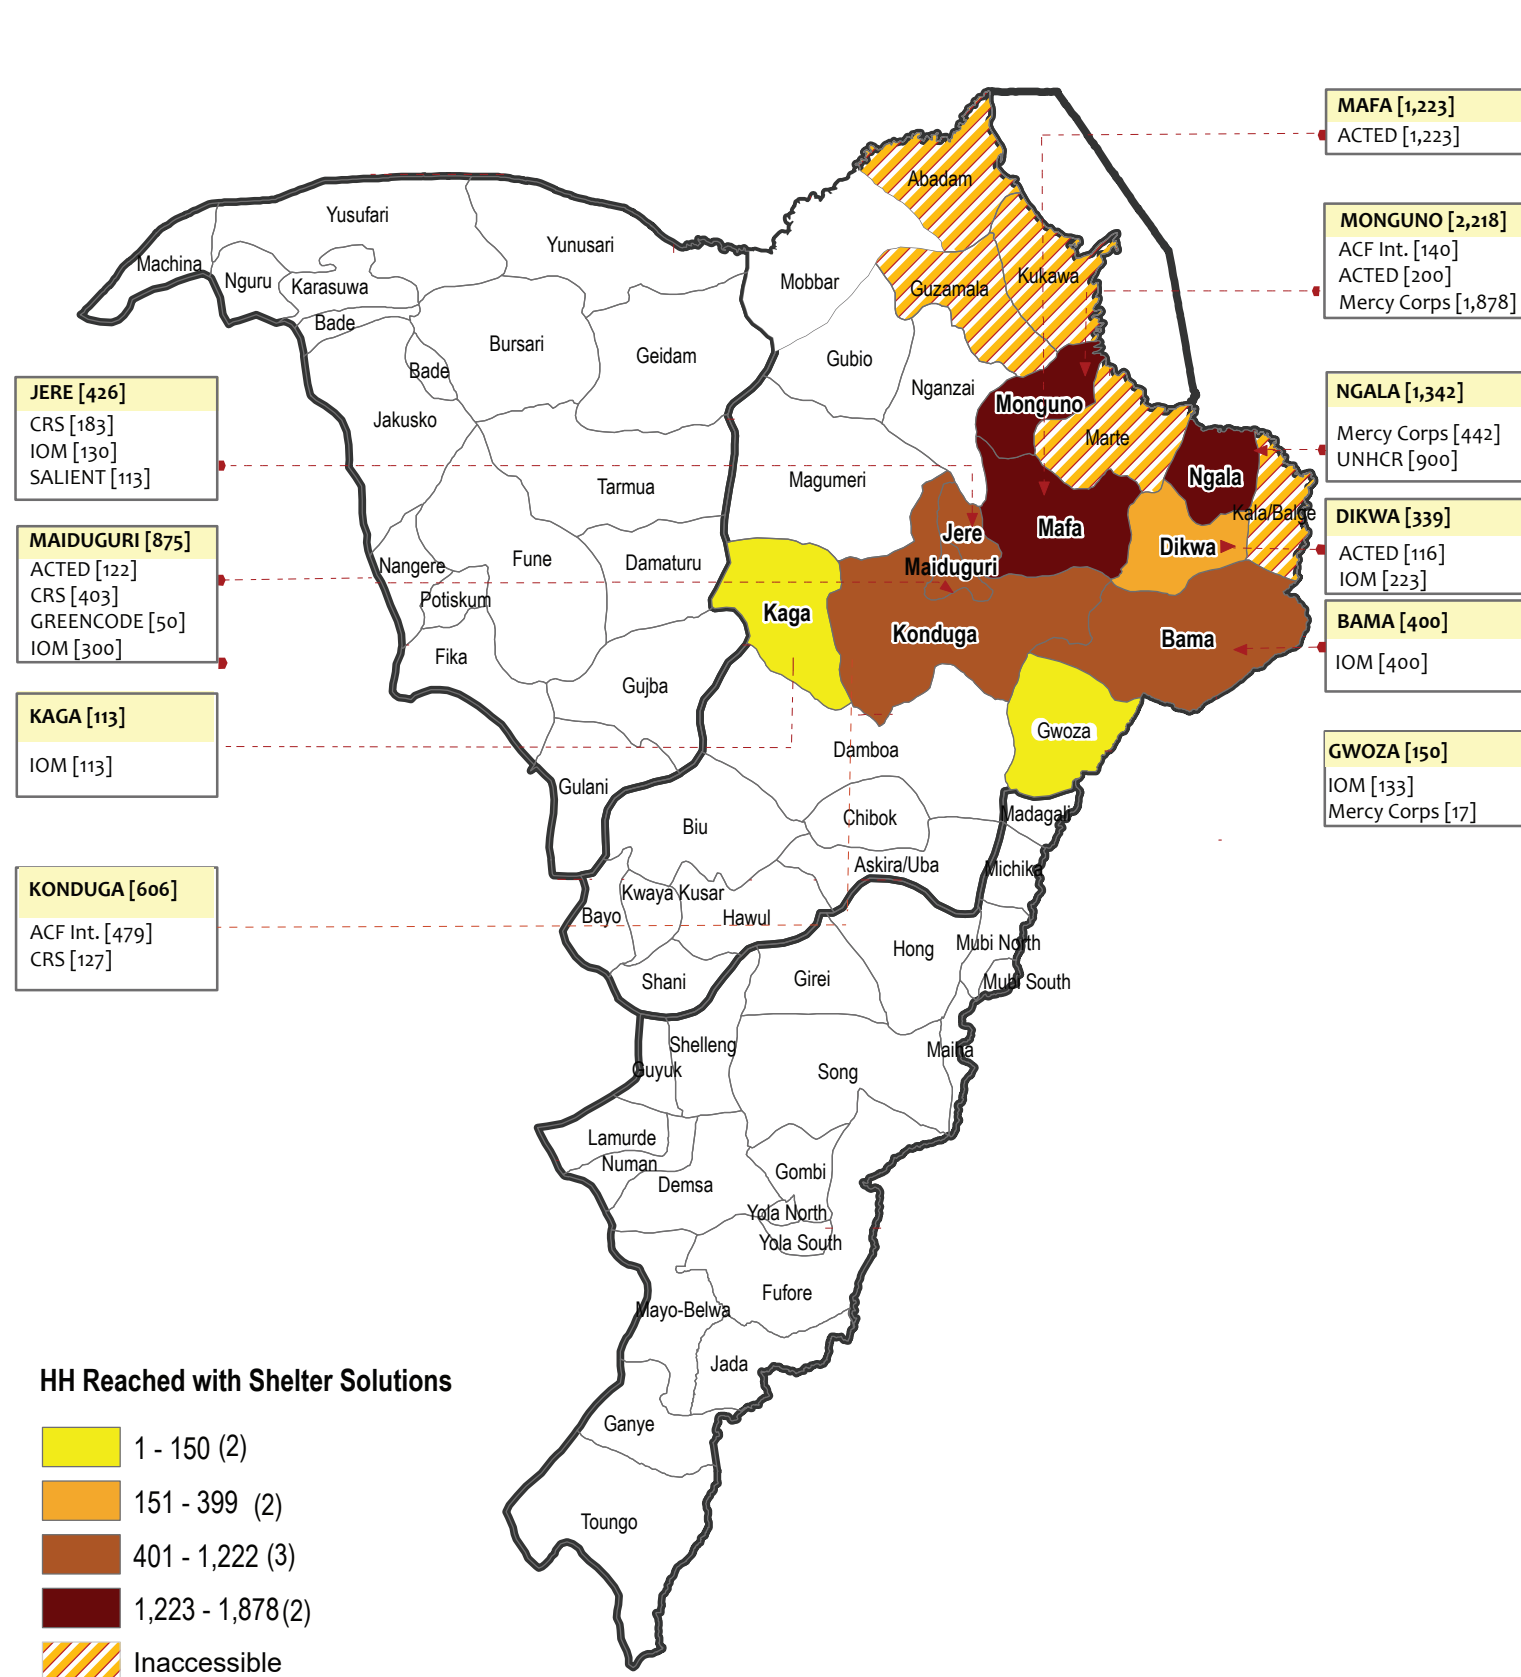 MAFA [1,223]
ACTED [1,223]
MONGUNO [2,218]
ACF Int. [140]
ACTED [200]
Mercy Corps [1,878]
NGALA [1,342]
Mercy Corps [442]
UNHCR [900]
DIKWA [339]
ACTED [116]
IOM [223]
BAMA [400]
IOM [400]
GWOZA [150]
IOM [133]
Mercy Corps [17]
JERE [426]
CRS [183]
IOM [130]
SALIENT [113]
MAIDUGURI [875]
ACTED [122]
CRS [403]
GREENCODE [50]
IOM [300]
KAGA [113]
IOM [113]
KONDUGA [606]
ACF Int. [479]
CRS [127]
Abadam
Yusufari
Yunusari
Machina
Nguru
Karasuwa
Mobbar
Guzamala
Kukawa
Bade
Bursari
Geidam
Gubio
Bade
Nganzai
Monguno
Jakusko
Marte
Tarmua
Magumeri
Ngala
Kala/Balge
Jere
Mafa
Dikwa
Nangere
Fune
Damaturu
Maiduguri
Potiskum
Kaga
Konduga
Bama
Fika
Gujba
Gwoza
Damboa
Gulani
Biu
Chibok
Madagali
Askira/Uba
Michika
Kwaya Kusar
Bayo
Hawul
Hong
Mubi North
Shani
Girei
Mubi South
Shelleng
Guyuk
Song
Maiha
Lamurde
Numan
Demsa
Gombi
Yola North
Yola South
Fufore
Mayo-Belwa
Jada
Ganye
Toungo
HH Reached with Shelter Solutions
1 - 150 (2)
151 - 399 (2)
401 - 1,222 (3)
1,223 - 1,878 (2)
Inaccessible